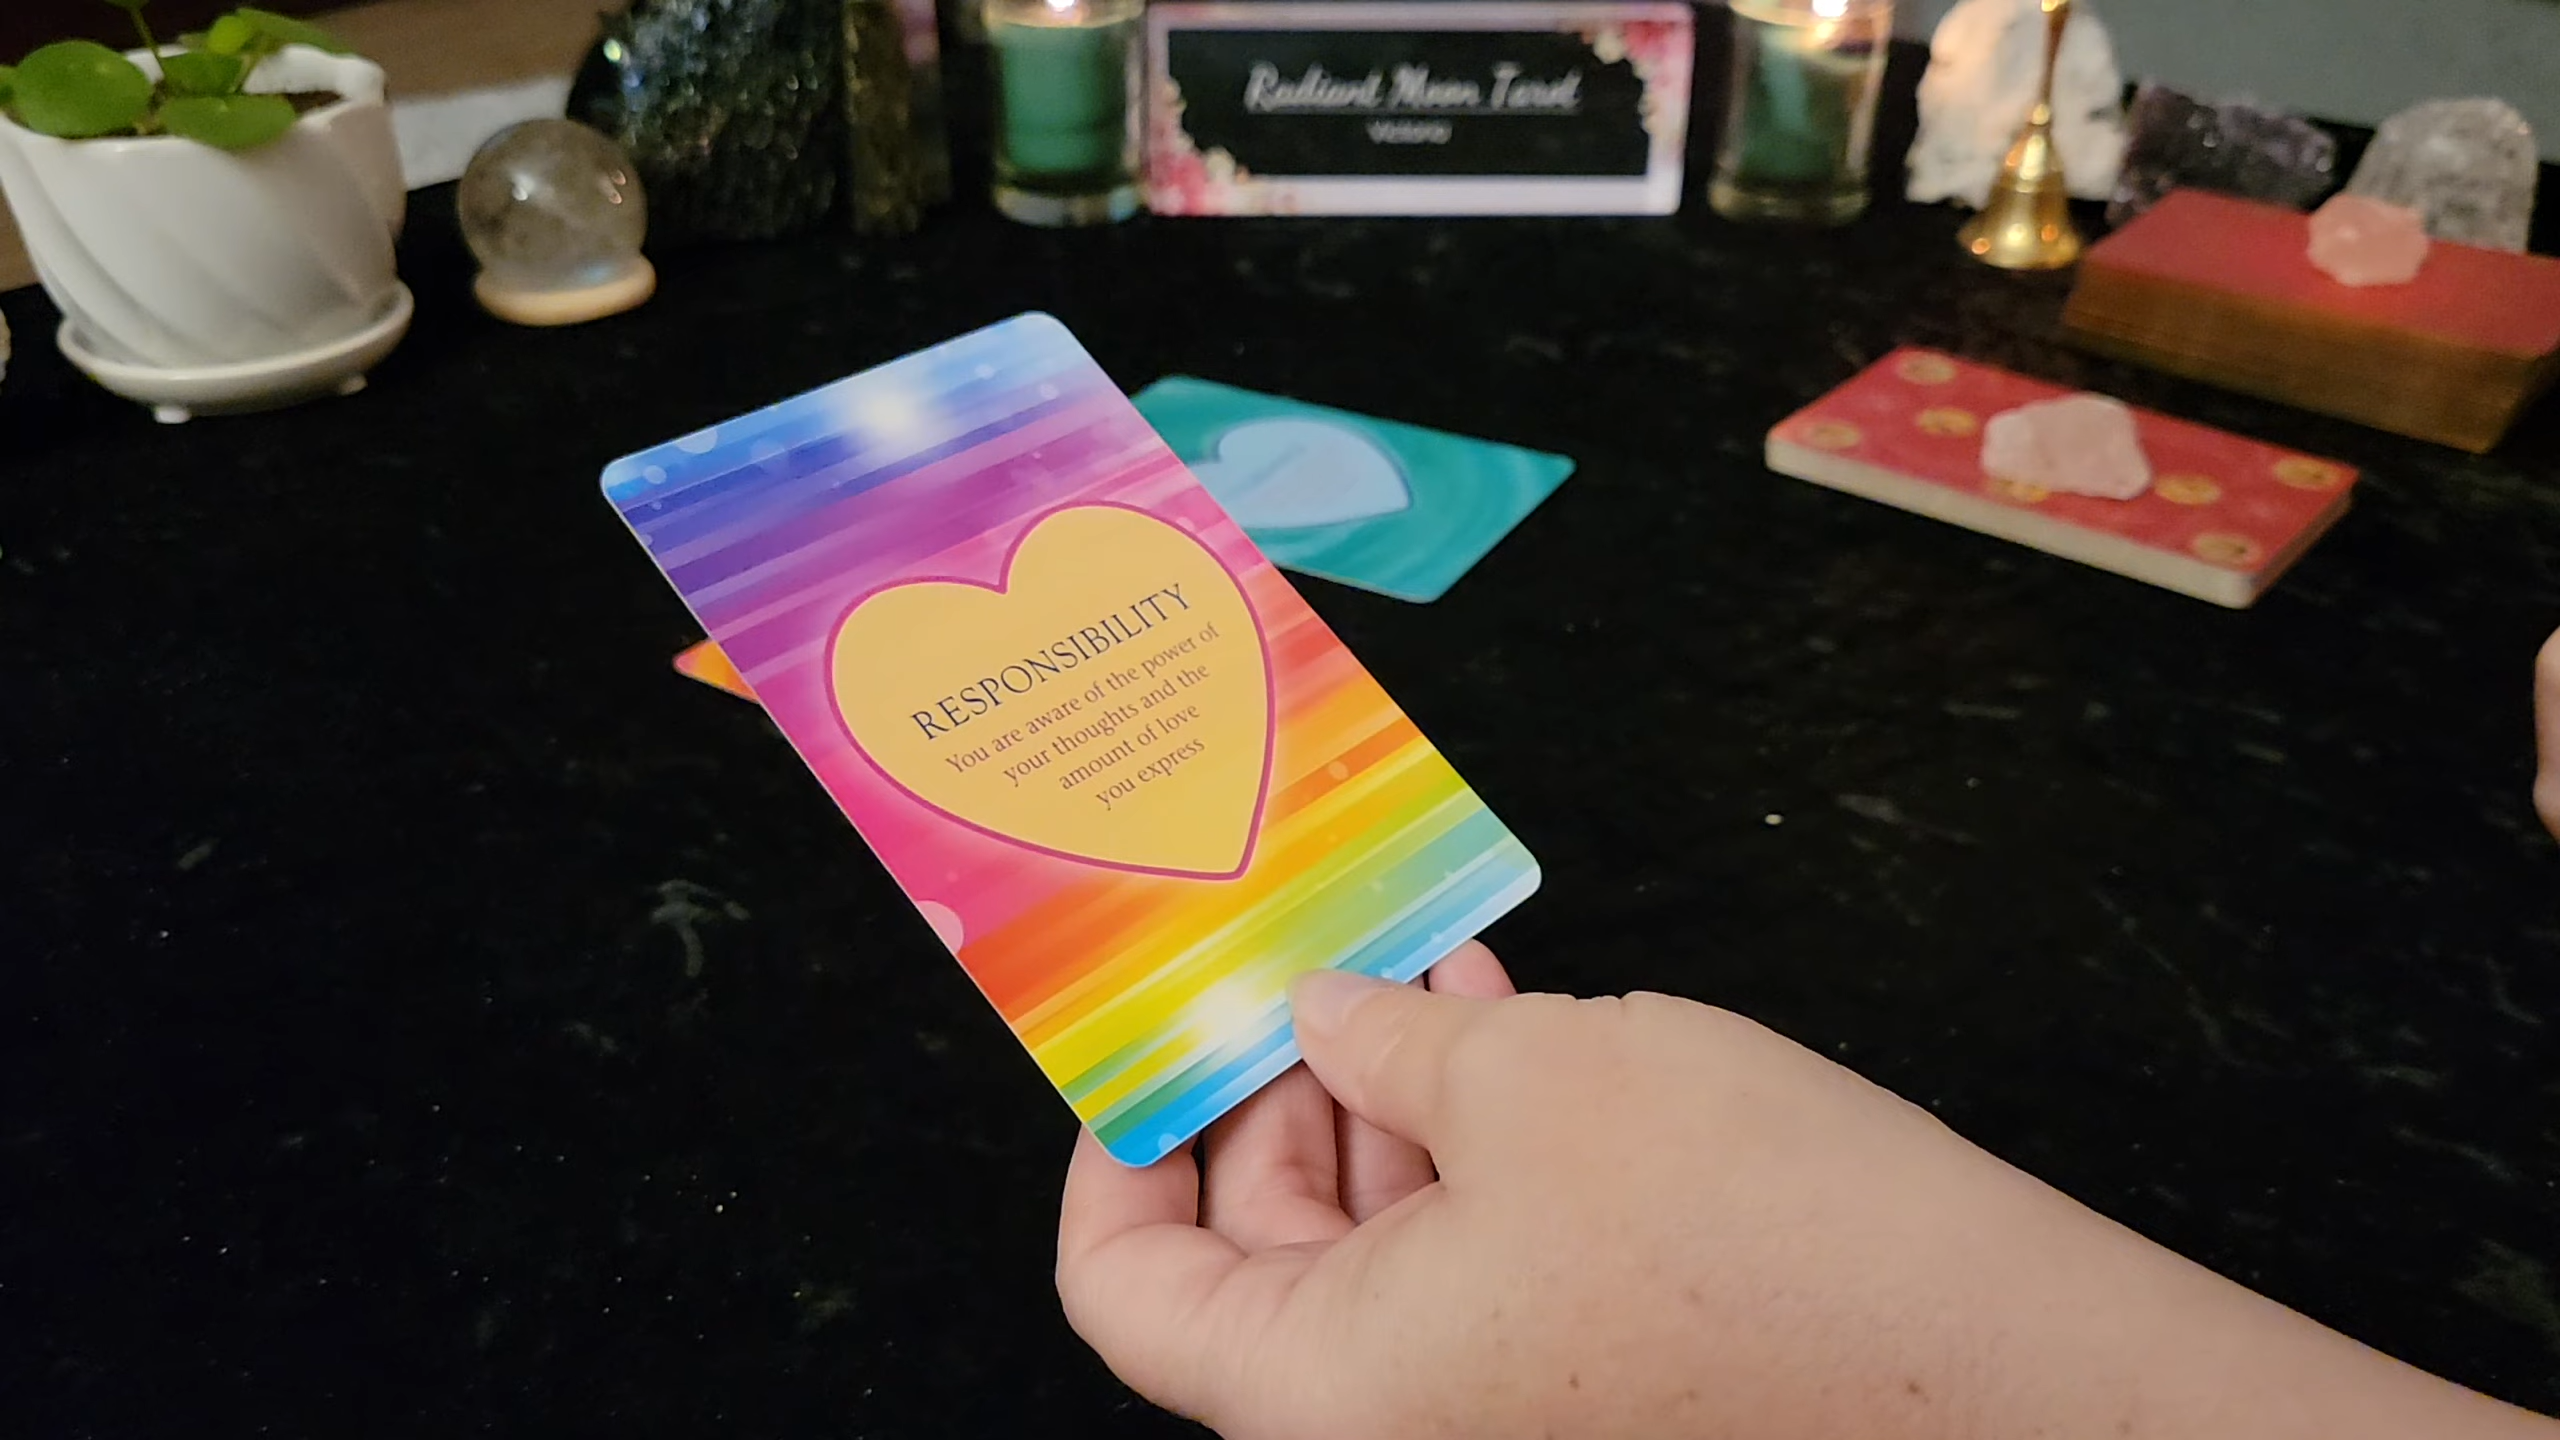 Radiant Moon Tarot
Victoria
RESPONSIBILITY
You are aware of the power of
your thoughts and the
amount of love
you express